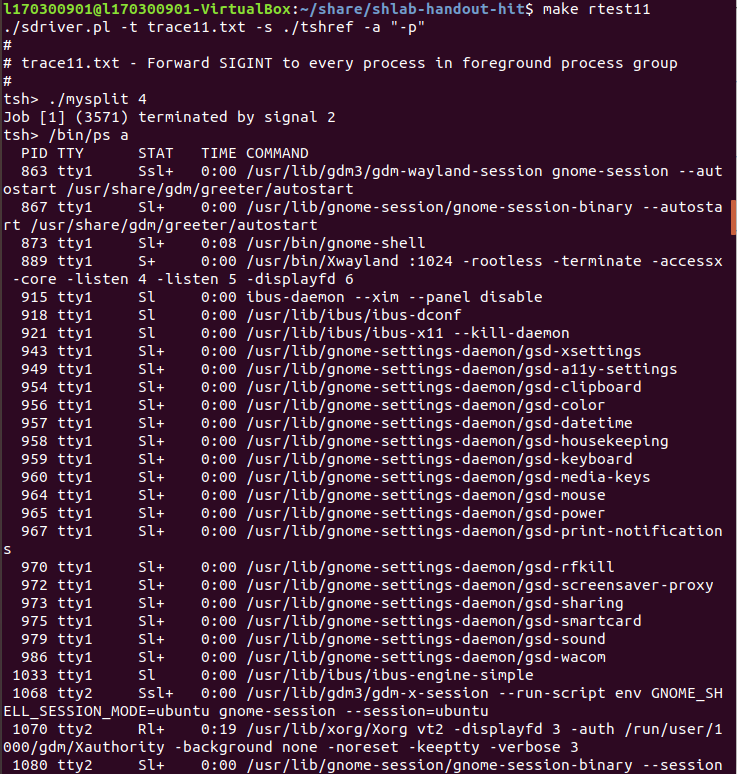 l170300901@l170300901-VirtualBox:~/share/shlab-handout-hit$ make rtest11
./sdriver.pl -t trace11.txt -s ./tshref -a "-p"
#
# trace11.txt - Forward SIGINT to every process in foreground process group
#
tsh> ./mysplit 4
Job [1] (3571) terminated by signal 2
tsh> /bin/ps a
  PID TTY      STAT   TIME COMMAND
  863 tty1     Ssl+   0:00 /usr/lib/gdm3/gdm-wayland-session gnome-session --aut
ostart /usr/share/gdm/greeter/autostart
  867 tty1     Sl+    0:00 /usr/lib/gnome-session/gnome-session-binary --autosta
rt /usr/share/gdm/greeter/autostart
  873 tty1     Sl+    0:08 /usr/bin/gnome-shell
  889 tty1     S+     0:00 /usr/bin/Xwayland :1024 -rootless -terminate -accessx
 -core -listen 4 -listen 5 -displayfd 6
  915 tty1     Sl     0:00 ibus-daemon --xim --panel disable
  918 tty1     Sl     0:00 /usr/lib/ibus/ibus-dconf
  921 tty1     Sl     0:00 /usr/lib/ibus/ibus-x11 --kill-daemon
  943 tty1     Sl+    0:00 /usr/lib/gnome-settings-daemon/gsd-xsettings
  949 tty1     Sl+    0:00 /usr/lib/gnome-settings-daemon/gsd-a11y-settings
  954 tty1     Sl+    0:00 /usr/lib/gnome-settings-daemon/gsd-clipboard
  956 tty1     Sl+    0:00 /usr/lib/gnome-settings-daemon/gsd-color
  957 tty1     Sl+    0:00 /usr/lib/gnome-settings-daemon/gsd-datetime
  958 tty1     Sl+    0:00 /usr/lib/gnome-settings-daemon/gsd-housekeeping
  959 tty1     Sl+    0:00 /usr/lib/gnome-settings-daemon/gsd-keyboard
  960 tty1     Sl+    0:00 /usr/lib/gnome-settings-daemon/gsd-media-keys
  964 tty1     Sl+    0:00 /usr/lib/gnome-settings-daemon/gsd-mouse
  965 tty1     Sl+    0:00 /usr/lib/gnome-settings-daemon/gsd-power
  967 tty1     Sl+    0:00 /usr/lib/gnome-settings-daemon/gsd-print-notification
s
  970 tty1     Sl+    0:00 /usr/lib/gnome-settings-daemon/gsd-rfkill
  972 tty1     Sl+    0:00 /usr/lib/gnome-settings-daemon/gsd-screensaver-proxy
  973 tty1     Sl+    0:00 /usr/lib/gnome-settings-daemon/gsd-sharing
  975 tty1     Sl+    0:00 /usr/lib/gnome-settings-daemon/gsd-smartcard
  979 tty1     Sl+    0:00 /usr/lib/gnome-settings-daemon/gsd-sound
  986 tty1     Sl+    0:00 /usr/lib/gnome-settings-daemon/gsd-wacom
 1033 tty1     Sl     0:00 /usr/lib/ibus/ibus-engine-simple
 1068 tty2     Ssl+   0:00 /usr/lib/gdm3/gdm-x-session --run-script env GNOME_SH
ELL_SESSION_MODE=ubuntu gnome-session --session=ubuntu
 1070 tty2     Rl+    0:19 /usr/lib/xorg/Xorg vt2 -displayfd 3 -auth /run/user/1
000/gdm/Xauthority -background none -noreset -keeptty -verbose 3
 1080 tty2     Sl+    0:00 /usr/lib/gnome-session/gnome-session-binary --session